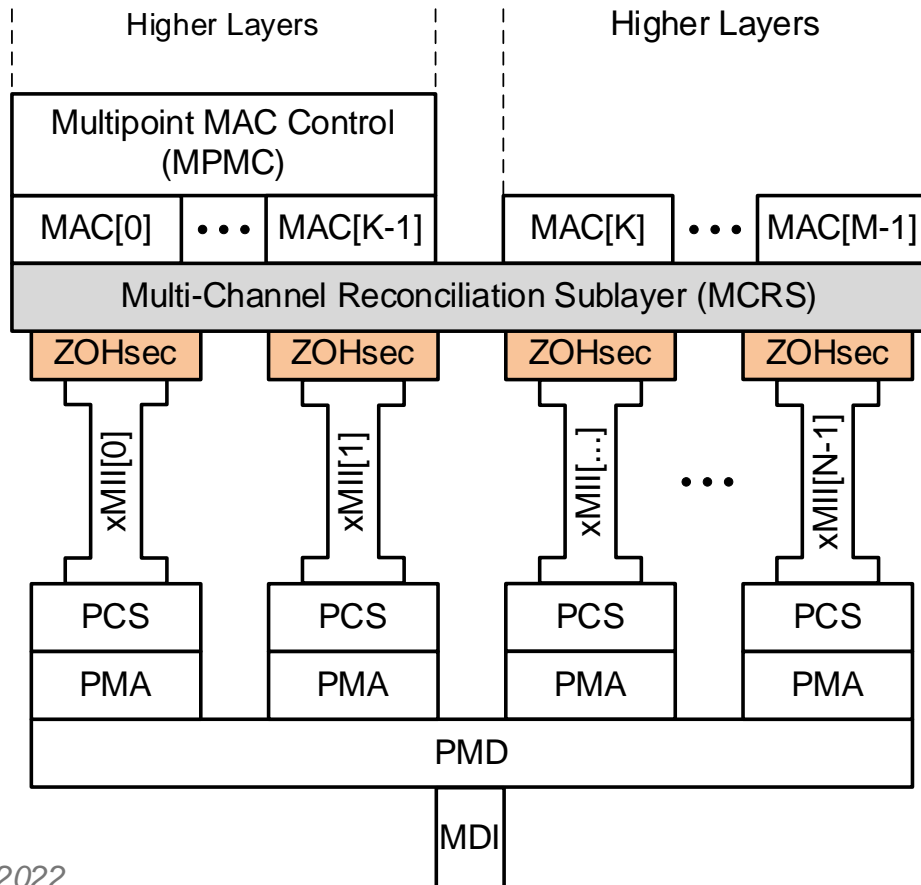 Higher Layers
Higher Layers
Multipoint MAC Control
(MPMC)
MAC[0]
•••
MAC[K-1]
MAC[K]
•••
MAC[M-1]
Multi-Channel Reconciliation Sublayer (MCRS)
ZOHsec
ZOHsec
ZOHsec
ZOHsec
xMII[0]
xMII[1]
xMII[...]
•••
xMII[N-1]
PCS
PCS
PCS
PCS
PMA
PMA
PMA
PMA
PMD
MDI
2022